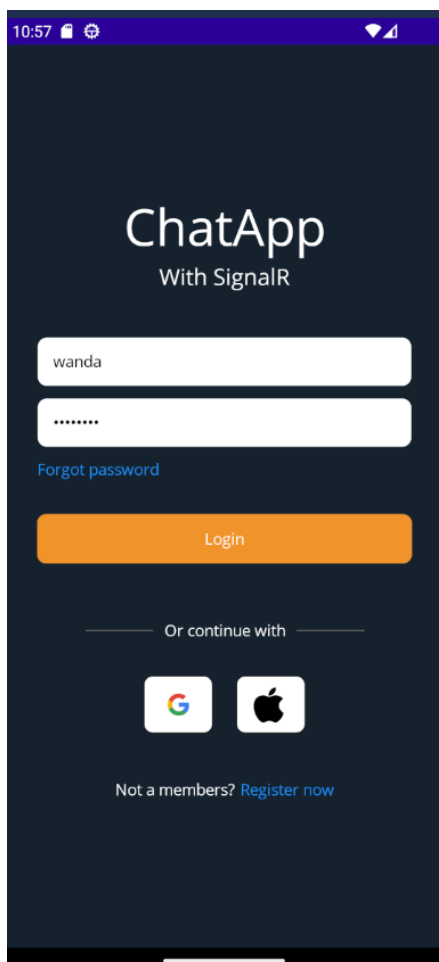 10:57
ChatApp
With SignalR
wanda
••••••••
Forgot password
Login
Or continue with
G
Not a members? Register now